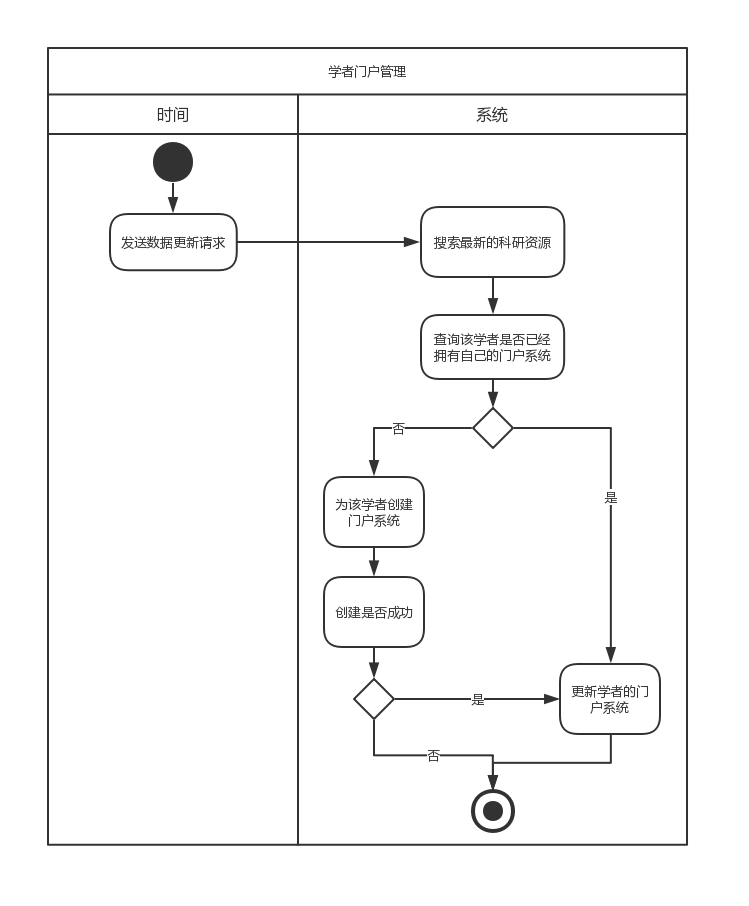 学者门户管理
时间
系统
发送数据更新请求
搜索最新的科研资源
查询该学者是否已经
拥有自己的门户系统
否
是
为该学者创建
门户系统
创建是否成功
是
更新学者的门
户系统
否